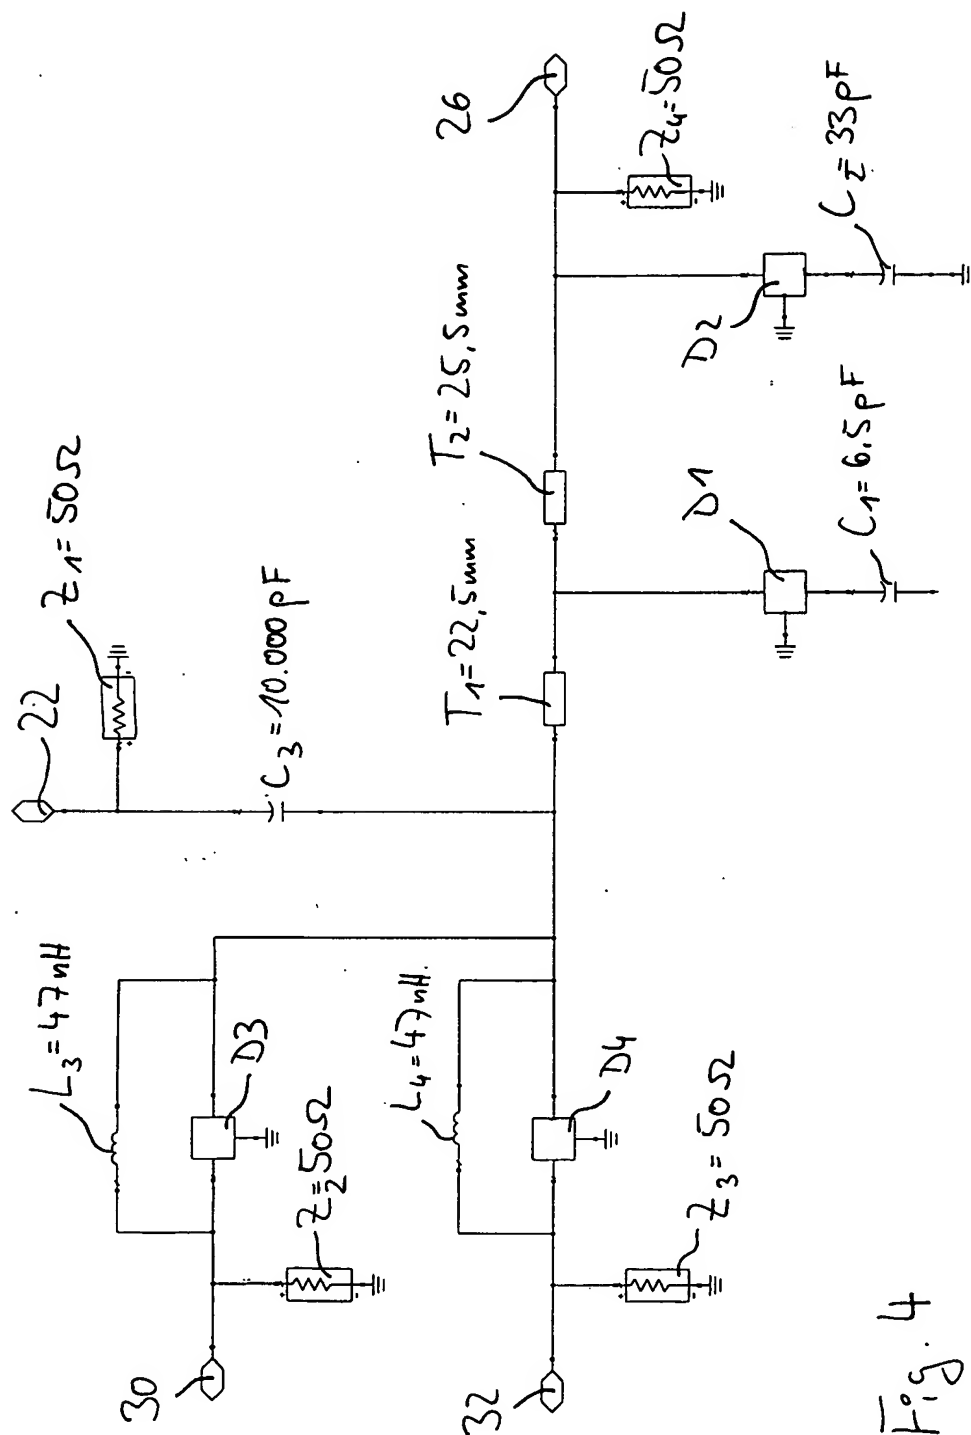 22
Z1=50Ω
C3=10.000pF
L3=47nH
D3
Z2=50Ω
30
L4=47nH.
D4
Z3=50Ω
32
T1=22,5mm
T2=25,5mm
26
Z4=50Ω
D1
C1=6,5pF
D2
C2=33pF
Fig. 4